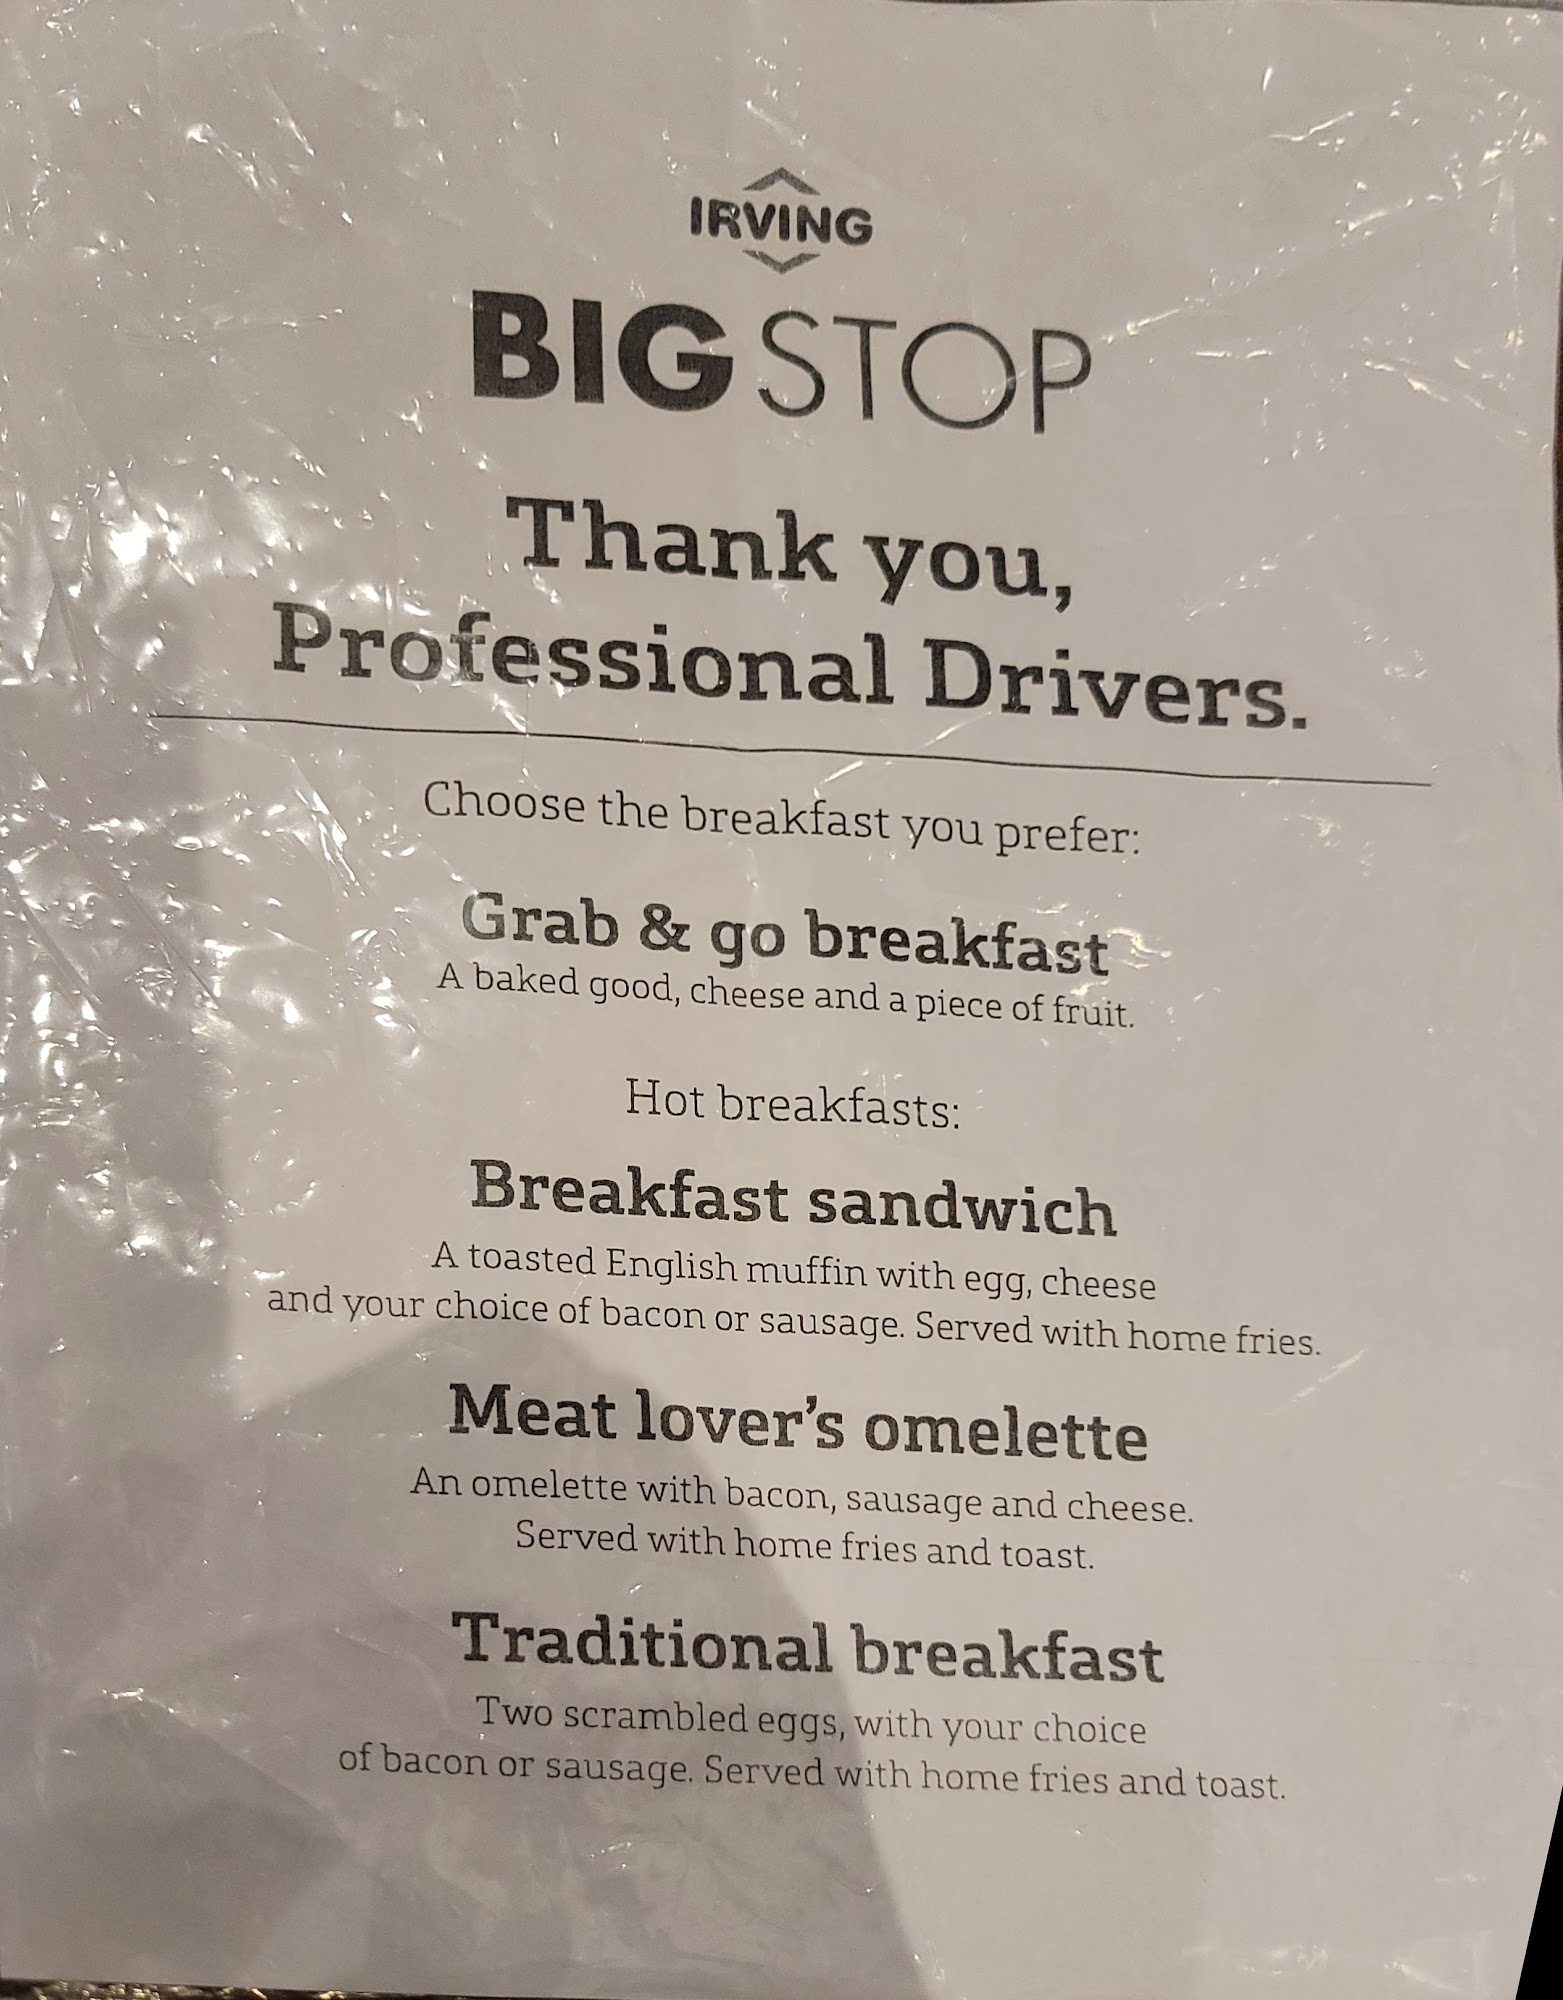 IRVING
BIG STOP
Thank you,
Professional Drivers.
Choose the breakfast you prefer:
Grab & go breakfast
A baked good, cheese and a piece of fruit.
Hot breakfasts:
Breakfast sandwich
A toasted English muffin with egg, cheese
and your choice of bacon or sausage. Served with home fries.
Meat lover's omelette
An omelette with bacon, sausage and cheese.
Served with home fries and toast.
Traditional breakfast
Two scrambled eggs, with your choice
of bacon or sausage. Served with home fries and toast.